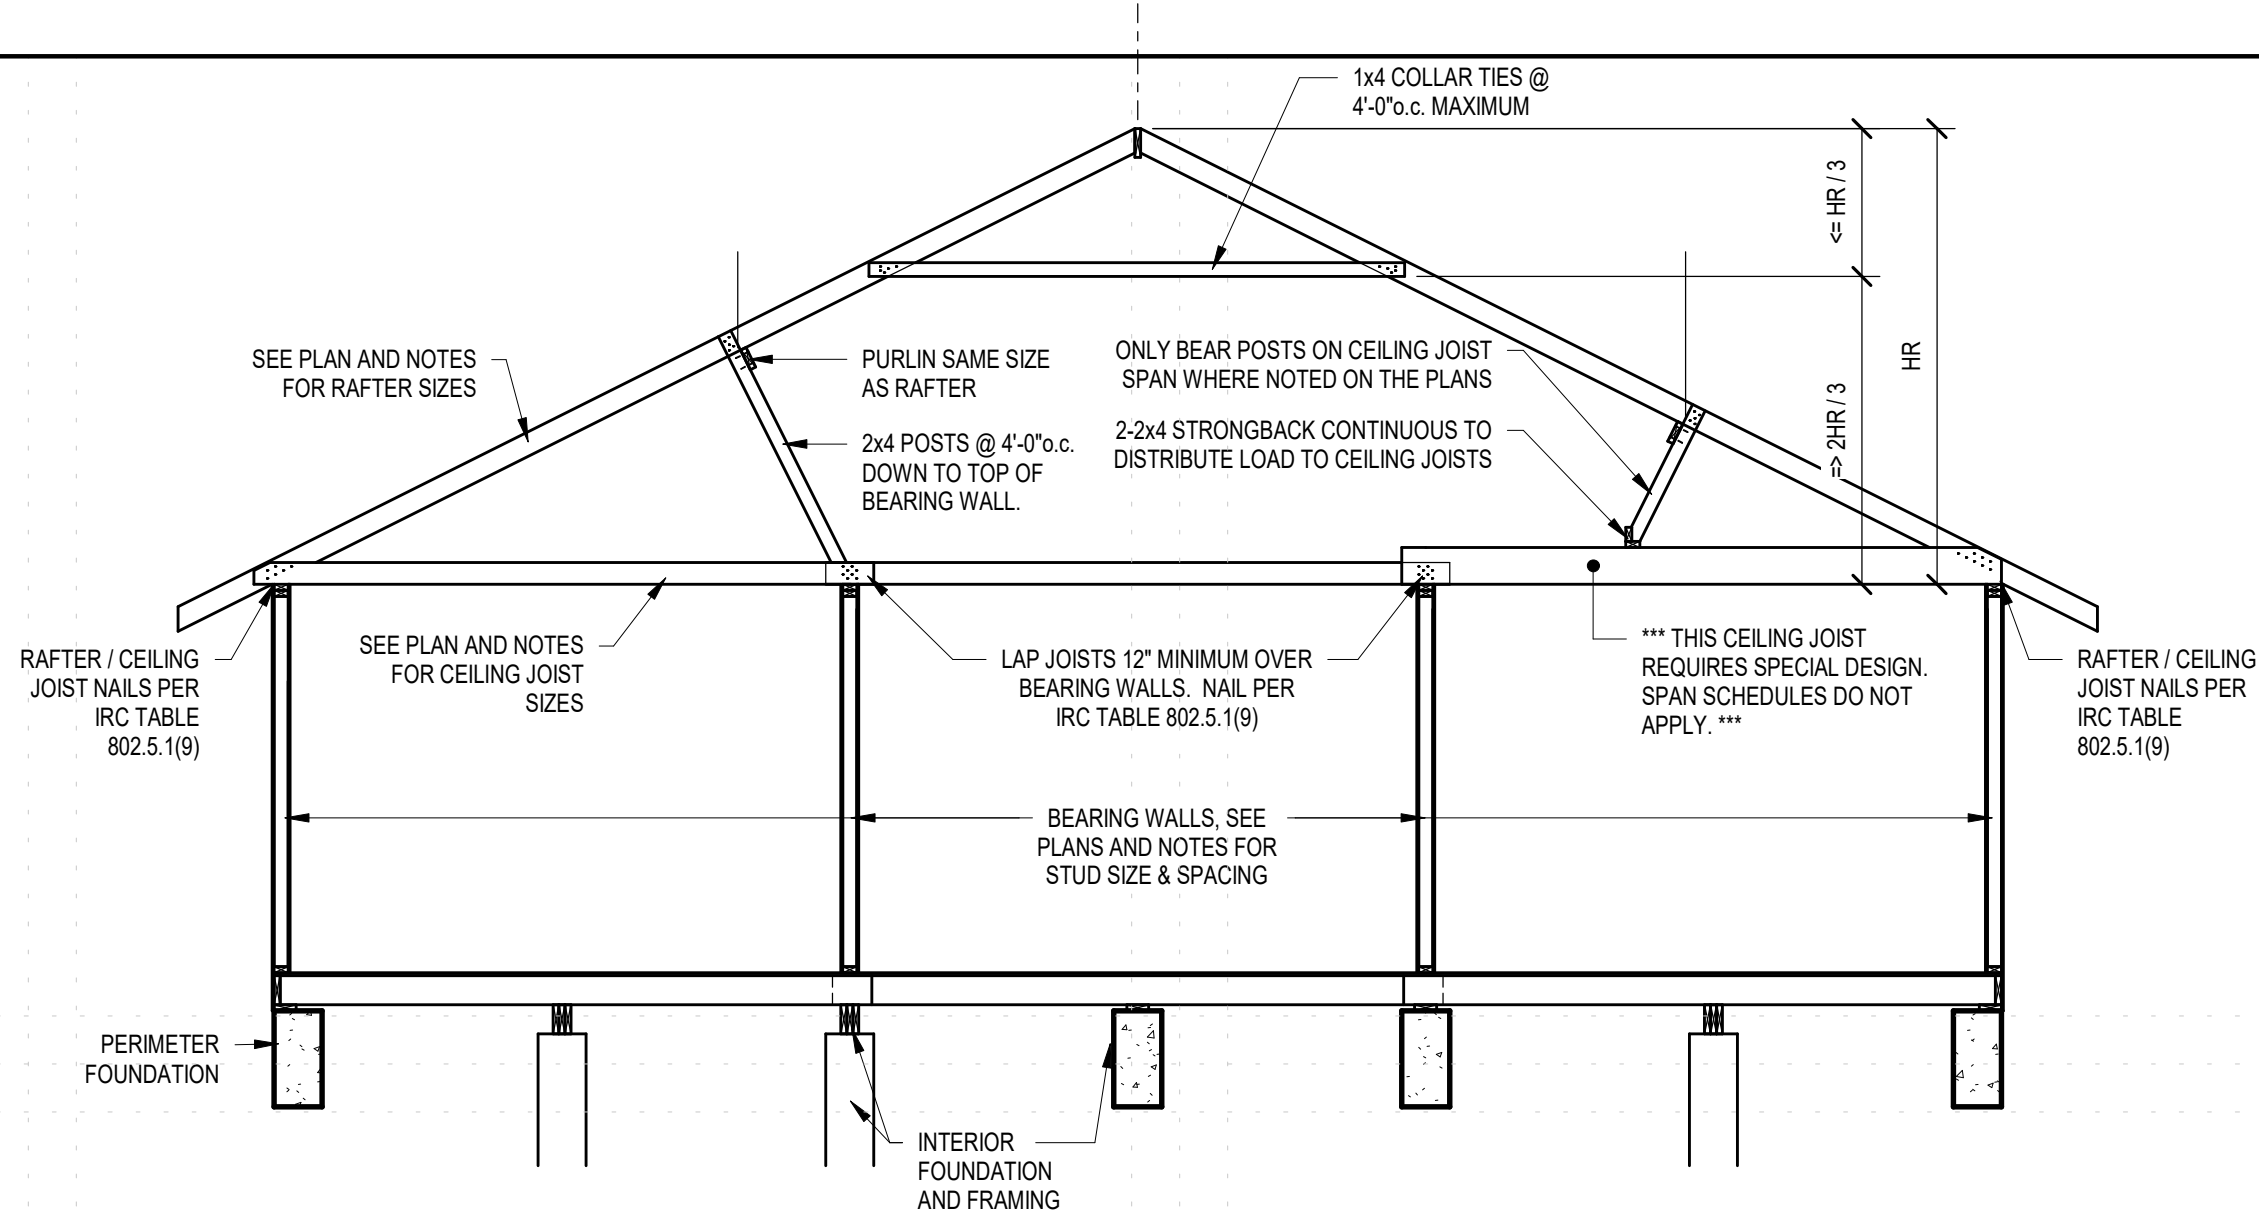 1x4 COLLAR TIES @
4'-0"o.c. MAXIMUM
<= HR / 3
HR
=> 2HR / 3
SEE PLAN AND NOTES
FOR RAFTER SIZES
PURLIN SAME SIZE
AS RAFTER
2x4 POSTS @ 4'-0"o.c.
DOWN TO TOP OF
BEARING WALL.
ONLY BEAR POSTS ON CEILING JOIST
SPAN WHERE NOTED ON THE PLANS
2-2x4 STRONGBACK CONTINUOUS TO
DISTRIBUTE LOAD TO CEILING JOISTS
RAFTER / CEILING
JOIST NAILS PER
IRC TABLE
802.5.1(9)
SEE PLAN AND NOTES
FOR CEILING JOIST
SIZES
LAP JOISTS 12" MINIMUM OVER
BEARING WALLS. NAIL PER
IRC TABLE 802.5.1(9)
*** THIS CEILING JOIST
REQUIRES SPECIAL DESIGN.
SPAN SCHEDULES DO NOT
APPLY. ***
RAFTER / CEILING
JOIST NAILS PER
IRC TABLE
802.5.1(9)
BEARING WALLS, SEE
PLANS AND NOTES FOR
STUD SIZE & SPACING
PERIMETER
FOUNDATION
INTERIOR
FOUNDATION
AND FRAMING